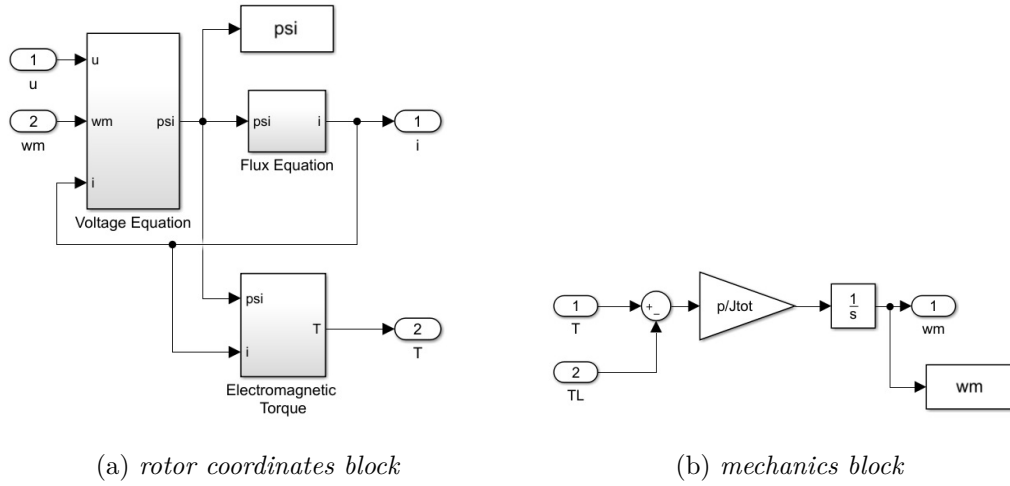 psi
1
u
u
2
wm
wm
psi
i
Voltage Equation
psi
i
Flux Equation
1
i
psi
i
T
Electromagnetic
Torque
2
T
1
T
2
TL
+
−
p/Jtot
1
s
1
wm
wm
(a) rotor coordinates block
(b) mechanics block